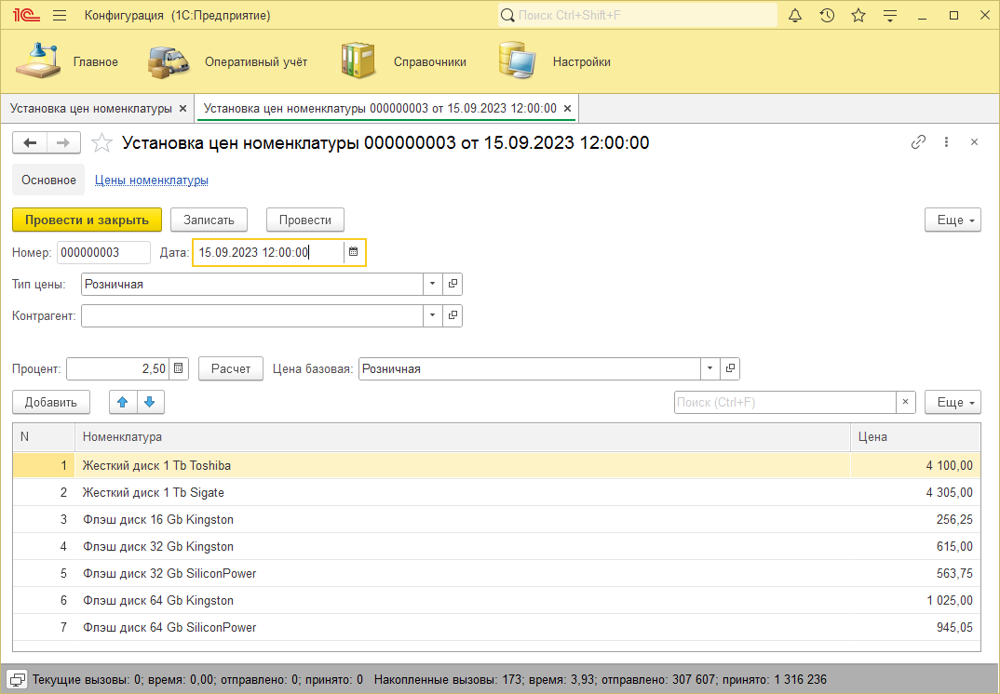 1С Конфигурация (1С:Предприятие) Поиск Ctrl+Shift+F
Главное Оперативный учёт Справочники Настройки
Установка цен номенклатуры × Установка цен номенклатуры 000000003 от 15.09.2023 12:00:00 ×
Установка цен номенклатуры 000000003 от 15.09.2023 12:00:00
Основное Цены номенклатуры
Провести и закрыть Записать Провести Еще
Номер: 000000003 Дата: 15.09.2023 12:00:00
Тип цены: Розничная
Контрагент:
Процент: 2,50 Расчет Цена базовая: Розничная
Добавить Поиск (Ctrl+F) × Еще
N Номенклатура Цена
1 Жесткий диск 1 Tb Toshiba 4 100,00
2 Жесткий диск 1 Tb Sigate 4 305,00
3 Флэш диск 16 Gb Kingston 256,25
4 Флэш диск 32 Gb Kingston 615,00
5 Флэш диск 32 Gb SiliconPower 563,75
6 Флэш диск 64 Gb Kingston 1 025,00
7 Флэш диск 64 Gb SiliconPower 945,05
Текущие вызовы: 0; время: 0,00; отправлено: 0; принято: 0 Накопленные вызовы: 173; время: 3,93; отправлено: 307 607; принято: 1 316 236